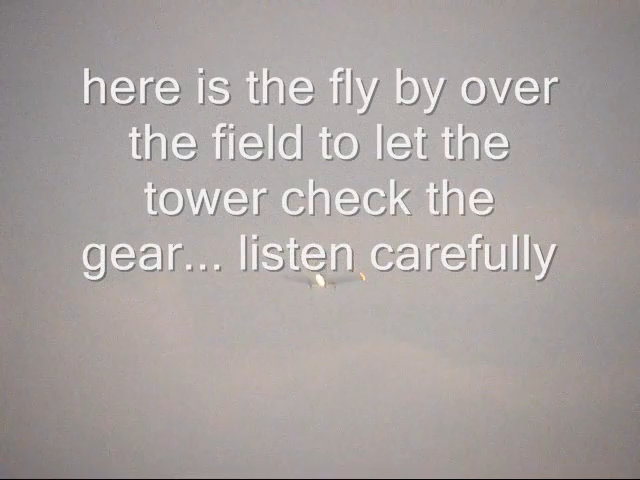 here is the fly by over
the field to let the
tower check the
gear... listen carefully